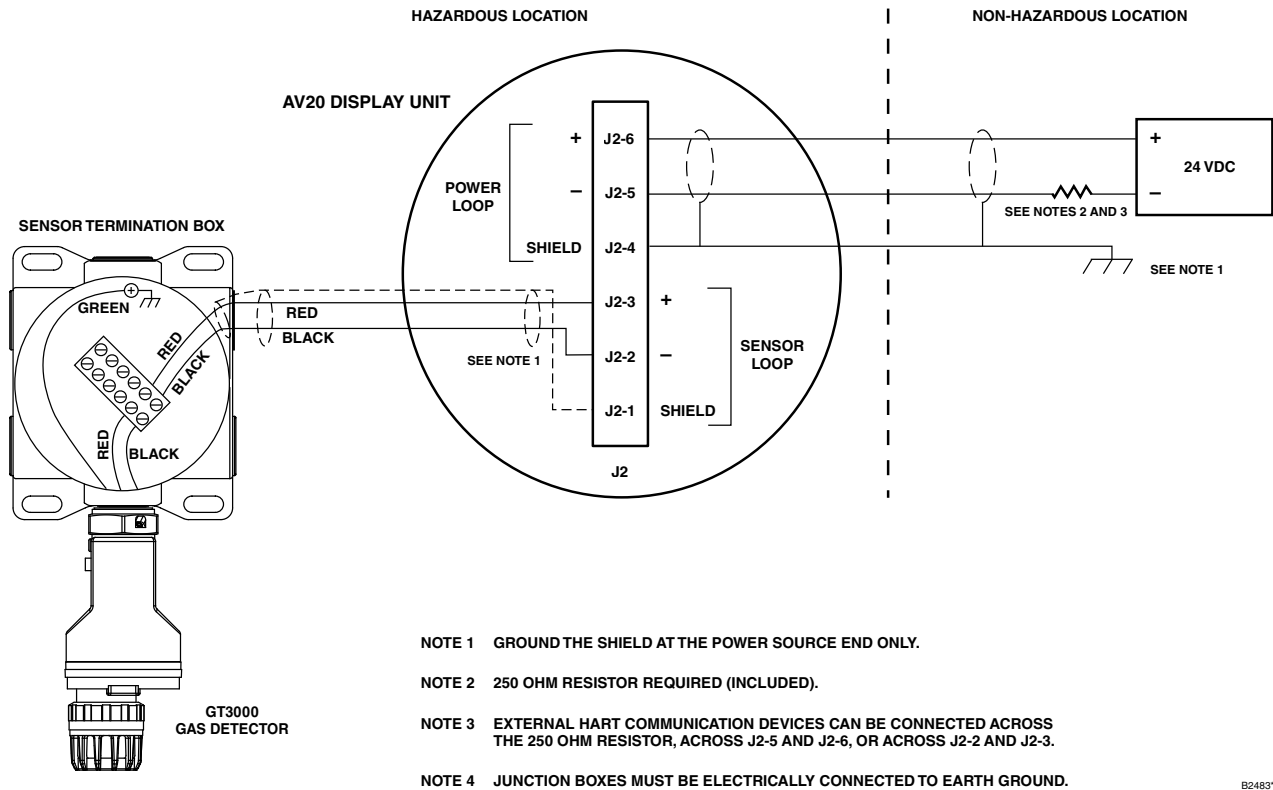 HAZARDOUS LOCATION
NON-HAZARDOUS LOCATION
AV20 DISPLAY UNIT
+
J2-6
+
24 VDC
POWER
LOOP
–
J2-5
–
SEE NOTES 2 AND 3
SENSOR TERMINATION BOX
SHIELD
J2-4
SEE NOTE 1
GREEN
RED
J2-3
+
BLACK
RED
BLACK
SEE NOTE 1
J2-2
–
SENSOR
LOOP
J2-1
SHIELD
RED
BLACK
J2
GT3000
GAS DETECTOR
NOTE 1 GROUND THE SHIELD AT THE POWER SOURCE END ONLY.
NOTE 2 250 OHM RESISTOR REQUIRED (INCLUDED).
NOTE 3 EXTERNAL HART COMMUNICATION DEVICES CAN BE CONNECTED ACROSS
THE 250 OHM RESISTOR, ACROSS J2-5 AND J2-6, OR ACROSS J2-2 AND J2-3.
NOTE 4 JUNCTION BOXES MUST BE ELECTRICALLY CONNECTED TO EARTH GROUND.
B2483*